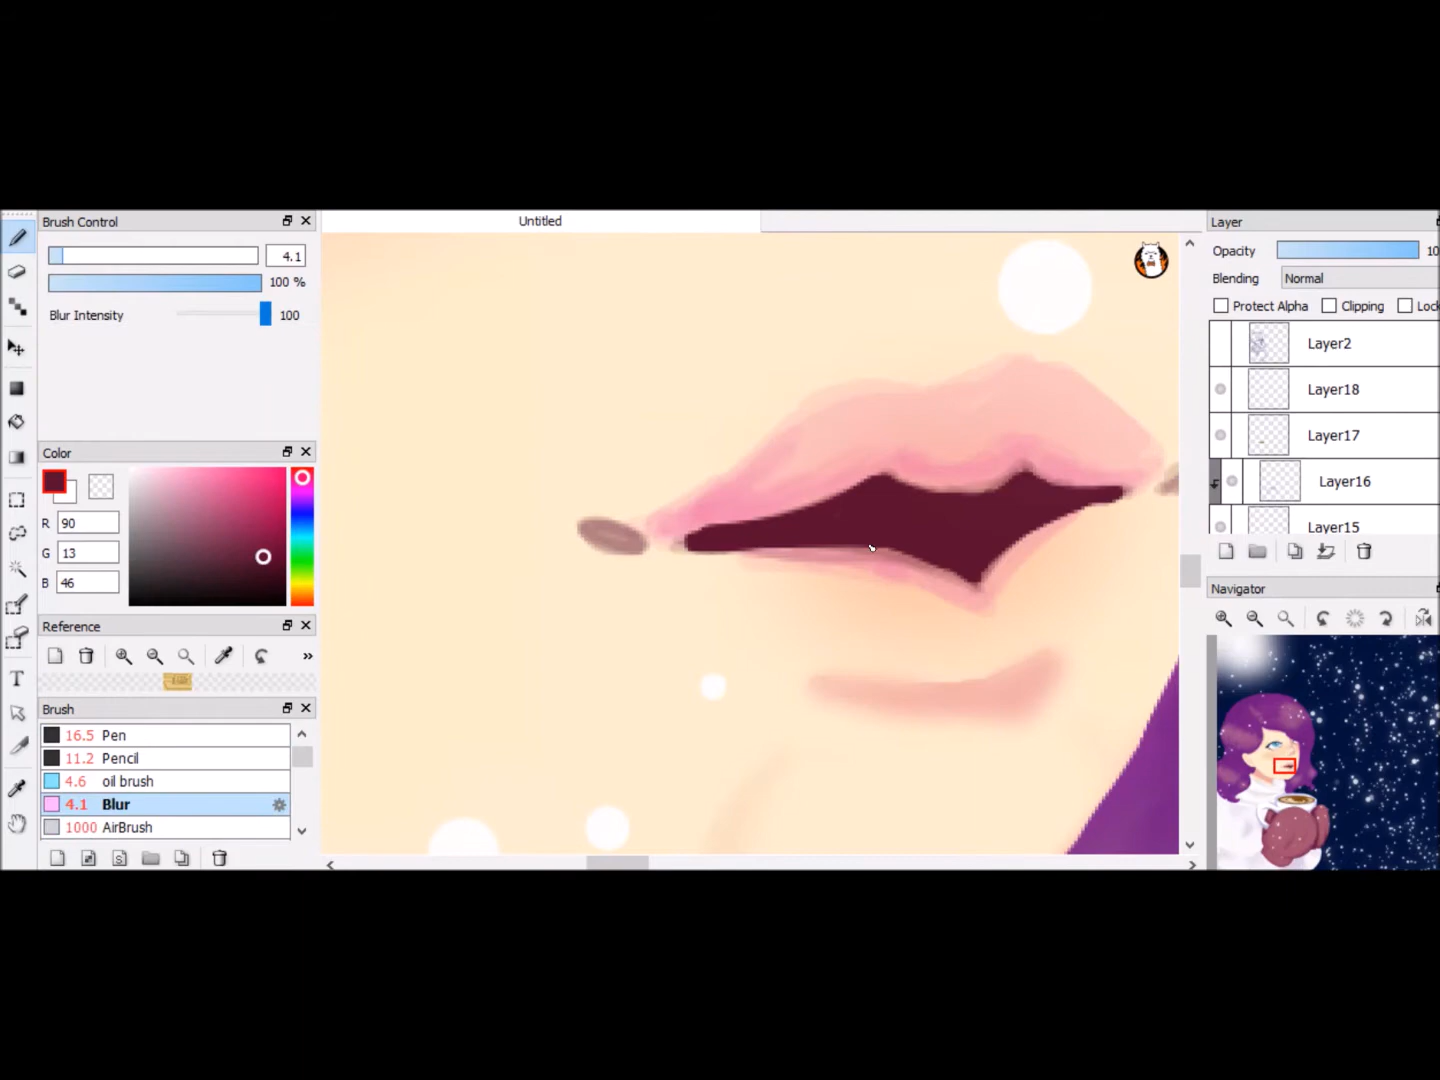 Brush Control
4.1
100 %
Blur Intensity
100
Color
R 90
G 13
B 46
Reference
»
Brush
16.5 Pen
11.2 Pencil
4.6 oil brush
4.1 Blur
1000 AirBrush
S
T
Untitled
Layer
Opacity
10
Blending Normal
Protect Alpha Clipping Lock
Layer2
Layer18
Layer17
Layer16
Layer15
Navigator